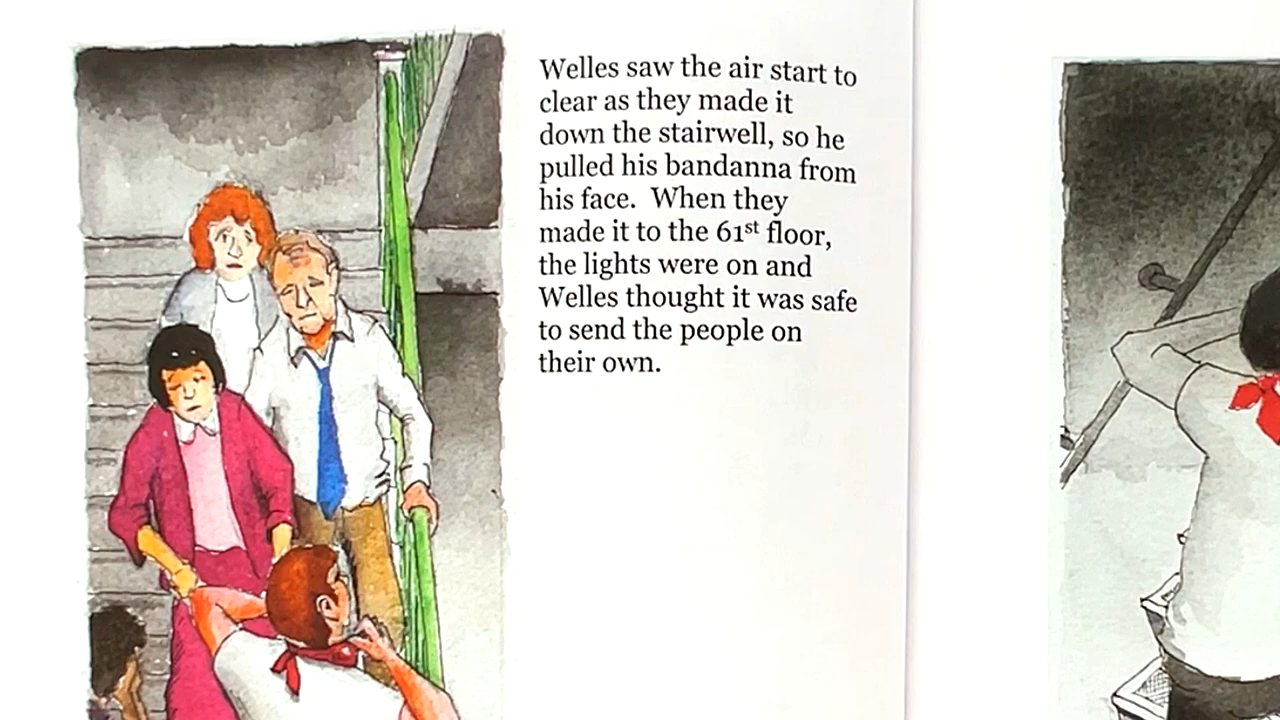 Welles saw the air start to
clear as they made it
down the stairwell, so he
pulled his bandanna from
his face.  When they
made it to the 61st floor,
the lights were on and
Welles thought it was safe
to send the people on
their own.